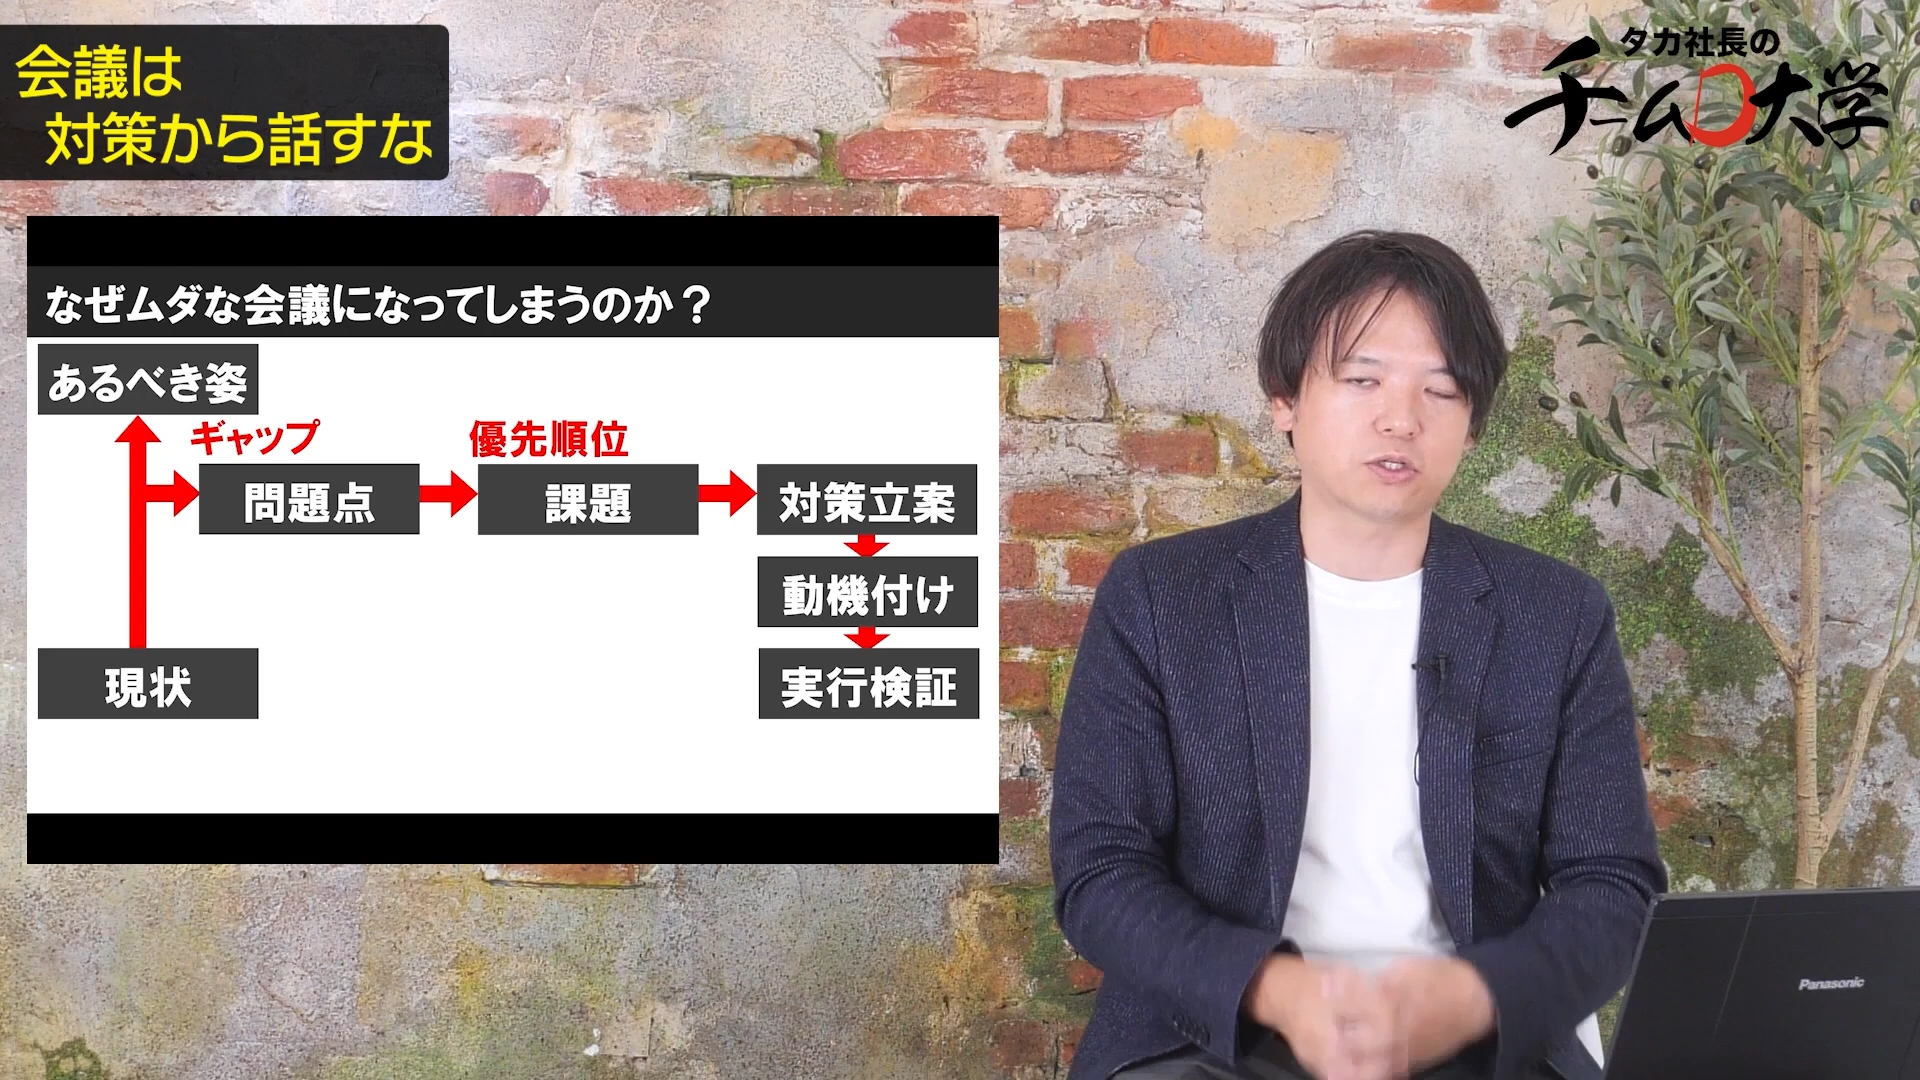 会議は
対策から話すな
タカ社長の
チームD大学
なぜムダな会議になってしまうのか？
あるべき姿
ギャップ
優先順位
問題点
課題
対策立案
動機付け
現状
実行検証
Panasonic